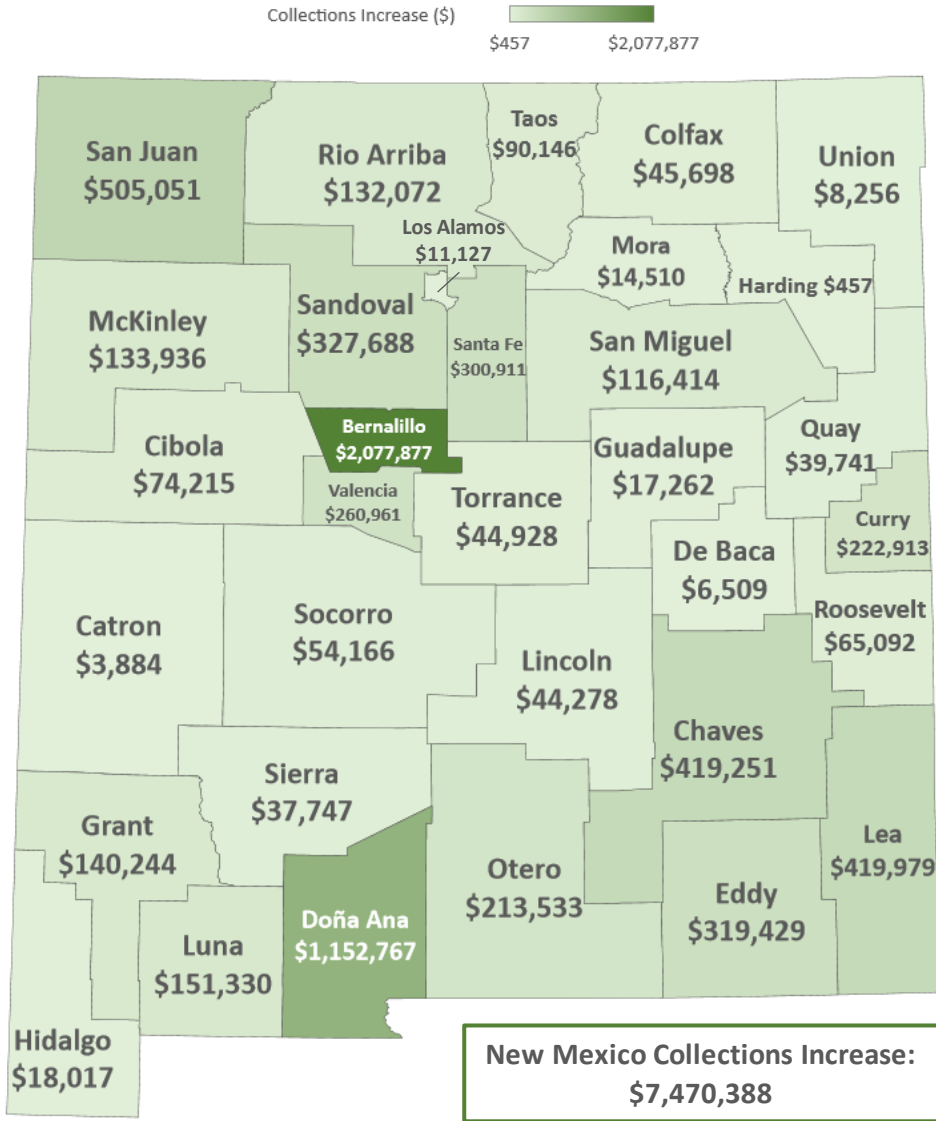 Collections Increase ($)
$457
$2,077,877
San Juan
$505,051
Rio Arriba
$132,072
Taos
$90,146
Colfax
$45,698
Union
$8,256
Los Alamos
$11,127
Mora
$14,510
Harding $457
McKinley
$133,936
Sandoval
$327,688
Santa Fe
$300,911
San Miguel
$116,414
Cibola
$74,215
Bernalillo
$2,077,877
Valencia
$260,961
Torrance
$44,928
Guadalupe
$17,262
Quay
$39,741
Curry
$222,913
De Baca
$6,509
Roosevelt
$65,092
Catron
$3,884
Socorro
$54,166
Lincoln
$44,278
Chaves
$419,251
Sierra
$37,747
Grant
$140,244
Lea
$419,979
Otero
$213,533
Eddy
$319,429
Doña Ana
$1,152,767
Luna
$151,330
Hidalgo
$18,017
New Mexico Collections Increase:
$7,470,388